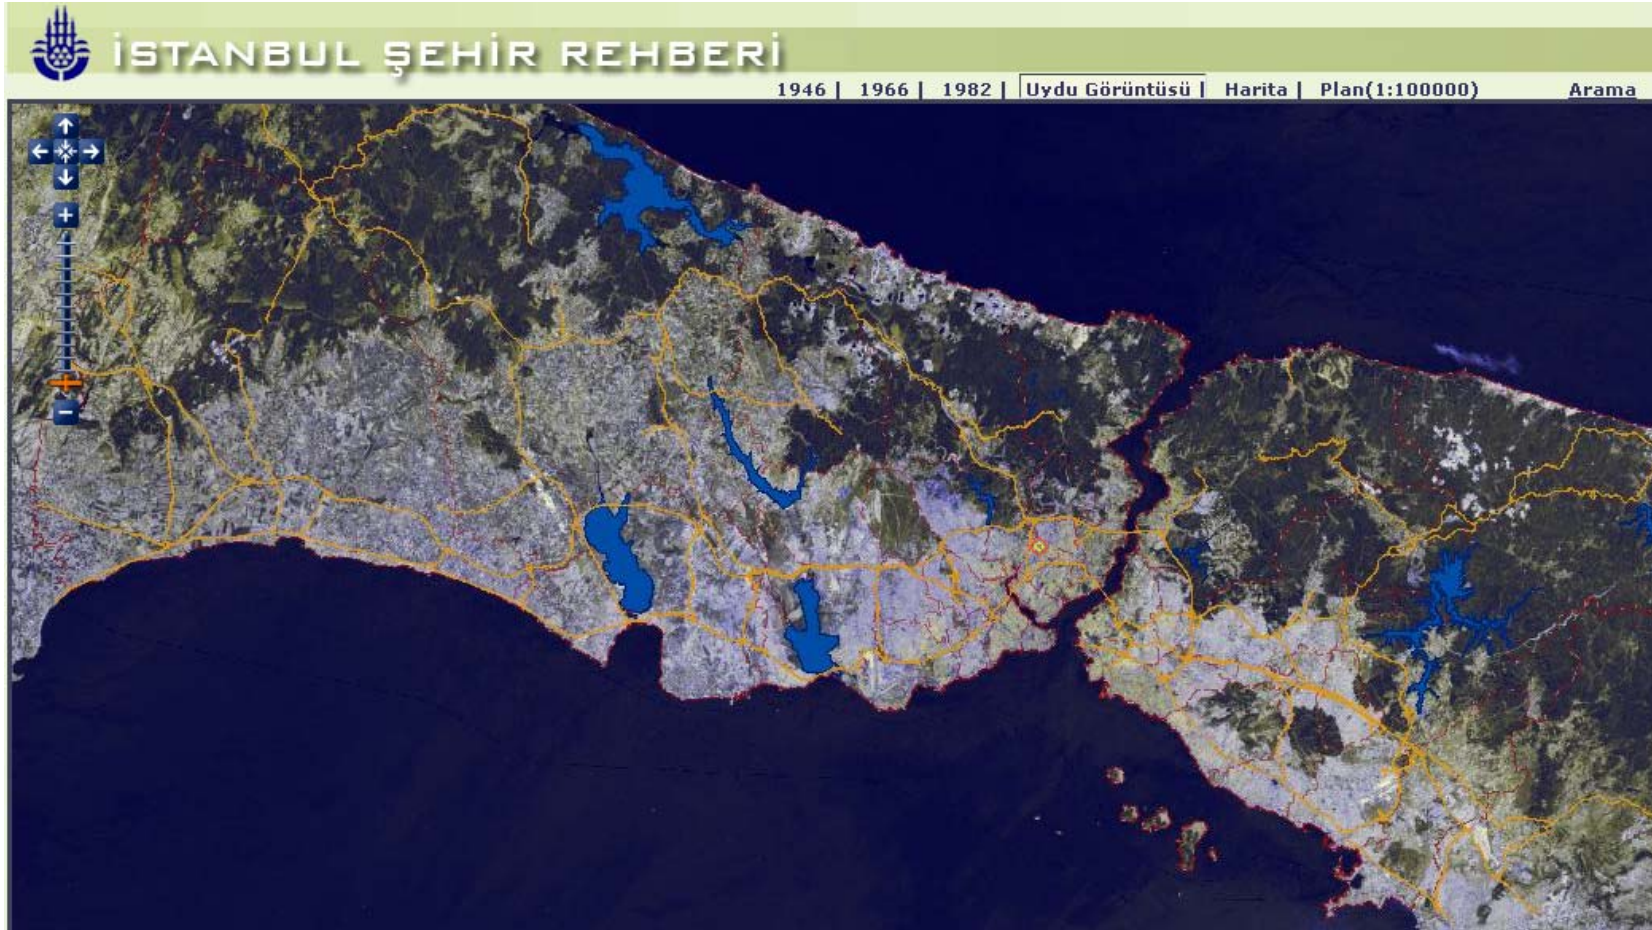 İSTANBUL ŞEHİR REHBERİ
1946 | 1966 | 1982 | Uydu Görüntüsü | Harita | Plan(1:100000) Arama